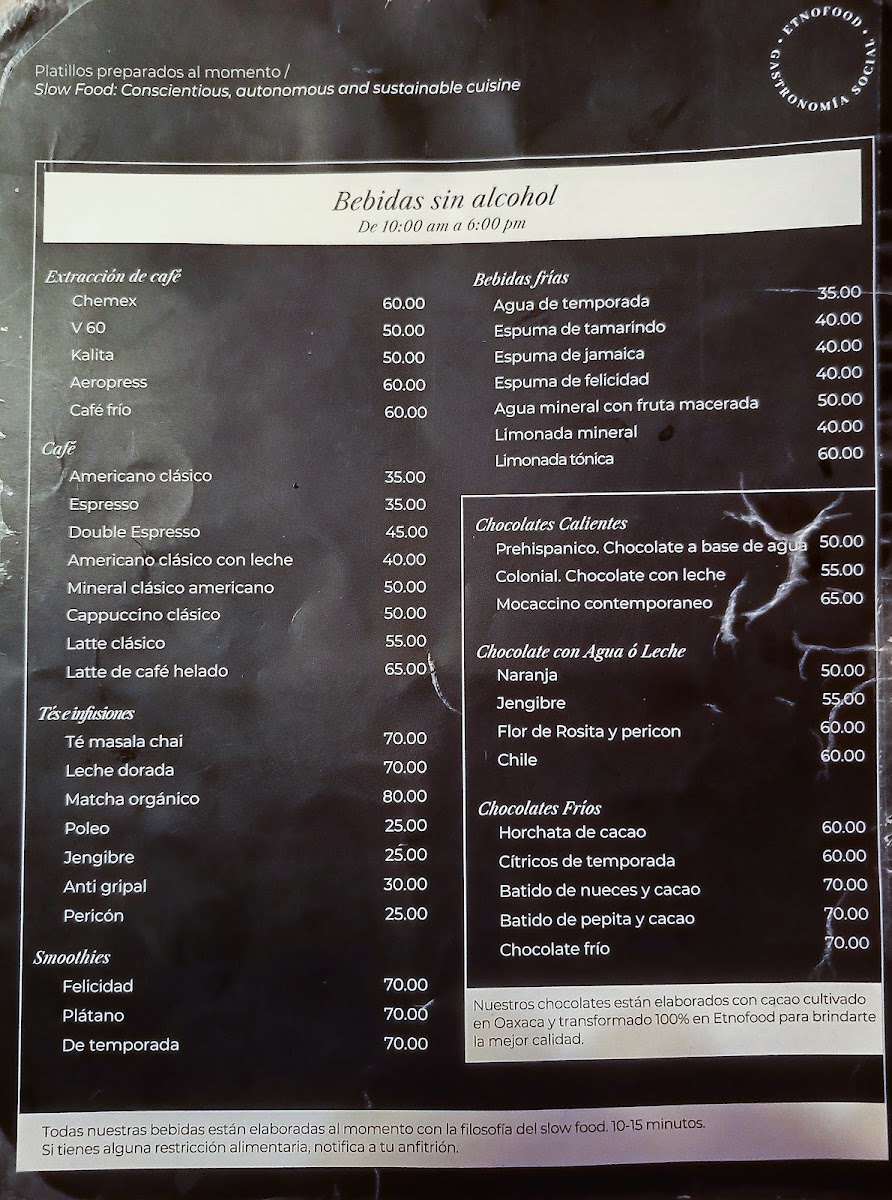 Platillos preparados al momento /
Slow Food: Conscientious, autonomous and sustainable cuisine
• ETNOFOOD • GASTRONOMÍA SOCIAL
Bebidas sin alcohol
De 10:00 am a 6:00 pm
Extracción de café
Chemex 60.00
V 60 50.00
Kalita 50.00
Aeropress 60.00
Café frío 60.00
Café
Americano clásico 35.00
Espresso 35.00
Double Espresso 45.00
Americano clásico con leche 40.00
Mineral clásico americano 50.00
Cappuccino clásico 50.00
Latte clásico 55.00
Latte de café helado 65.00
Tés e infusiones
Té masala chai 70.00
Leche dorada 70.00
Matcha orgánico 80.00
Poleo 25.00
Jengibre 25.00
Anti gripal 30.00
Pericón 25.00
Smoothies
Felicidad 70.00
Plátano 70.00
De temporada 70.00
Bebidas frías
Agua de temporada 35.00
Espuma de tamarindo 40.00
Espuma de jamaica 40.00
Espuma de felicidad 40.00
Agua mineral con fruta macerada 50.00
Limonada mineral 40.00
Limonada tónica 60.00
Chocolates Calientes
Prehispanico. Chocolate a base de agua 50.00
Colonial. Chocolate con leche 55.00
Mocaccino contemporaneo 65.00
Chocolate con Agua ó Leche
Naranja 50.00
Jengibre 55.00
Flor de Rosita y pericon 60.00
Chile 60.00
Chocolates Fríos
Horchata de cacao 60.00
Cítricos de temporada 60.00
Batido de nueces y cacao 70.00
Batido de pepita y cacao 70.00
Chocolate frío 70.00
Nuestros chocolates están elaborados con cacao cultivado
en Oaxaca y transformado 100% en Etnofood para brindarte
la mejor calidad.
Todas nuestras bebidas están elaboradas al momento con la filosofía del slow food. 10-15 minutos.
Si tienes alguna restricción alimentaria, notifica a tu anfitrión.